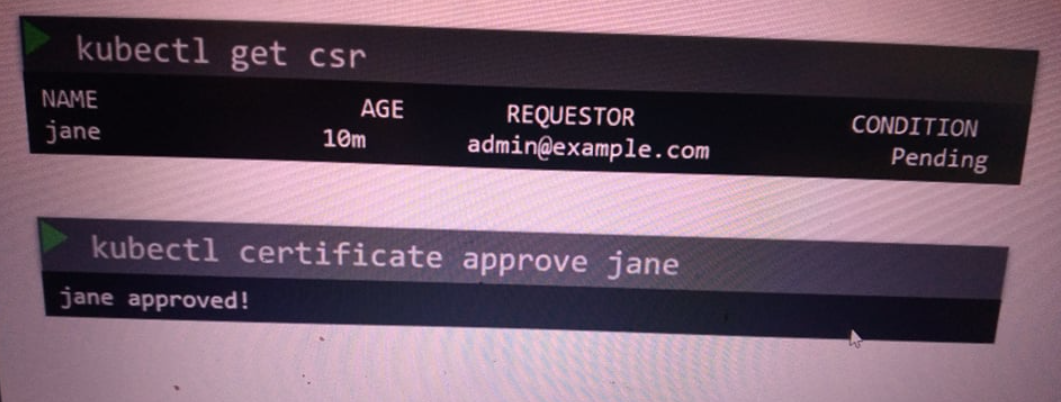 kubectl get csr
NAME AGE REQUESTOR CONDITION
jane 10m admin@example.com Pending
kubectl certificate approve jane
jane approved!